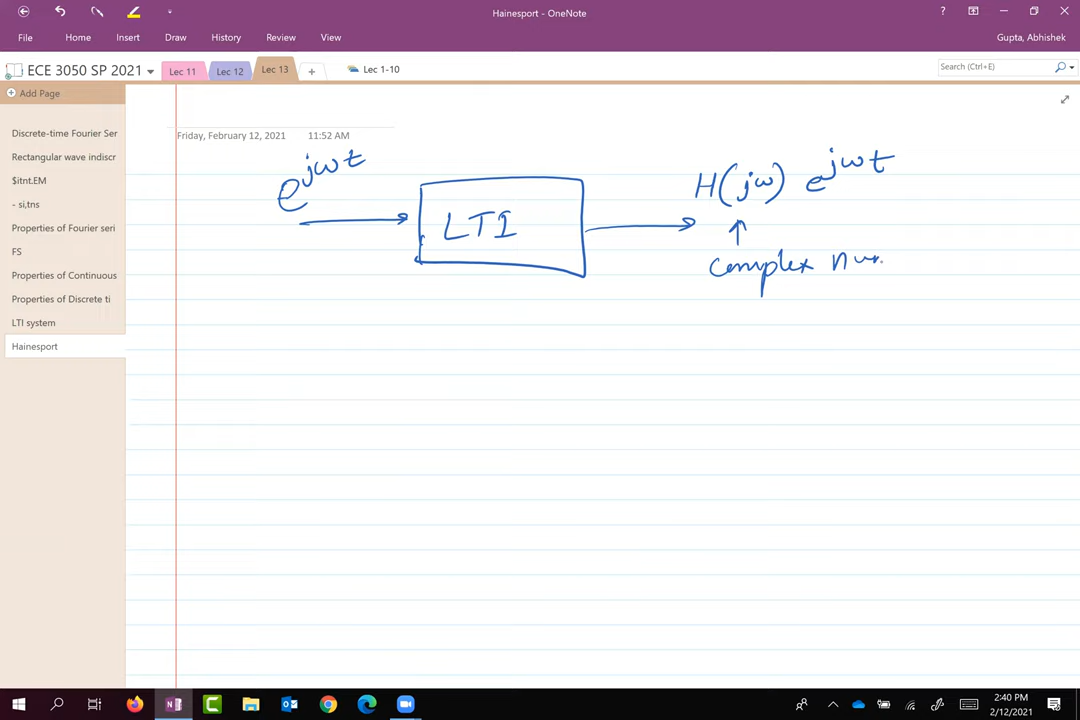 Hainesport - OneNote
?
Gupta, Abhishek
File Home Insert Draw History Review View
ECE 3050 SP 2021
Lec 11
Lec 12
Lec 13
+
Lec 1-10
Search (Ctrl+E)
Add Page
Discrete-time Fourier Ser
Rectangular wave indiscr
$itnt.EM
- si,tns
Properties of Fourier seri
FS
Properties of Continuous
Properties of Discrete ti
LTI system
Hainesport
Friday, February 12, 2021 11:52 AM
e^{jωt}
LTI
H(jω) e^{jωt}
complex
2:40 PM
2/12/2021